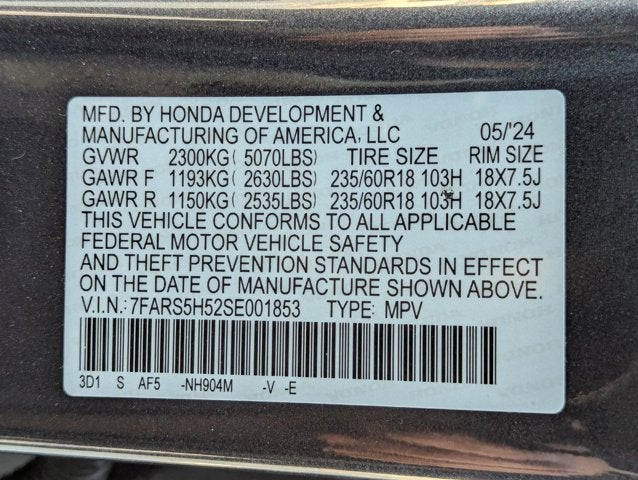 MFD. BY HONDA DEVELOPMENT &
MANUFACTURING OF AMERICA, LLC 05/'24
GVWR 2300KG( 5070LBS) TIRE SIZE RIM SIZE
GAWR F 1193KG( 2630LBS) 235/60R18 103H 18X7.5J
GAWR R 1150KG( 2535LBS) 235/60R18 103H 18X7.5J
THIS VEHICLE CONFORMS TO ALL APPLICABLE
FEDERAL MOTOR VEHICLE SAFETY
AND THEFT PREVENTION STANDARDS IN EFFECT
ON THE DATE OF MANUFACTURE SHOWN ABOVE.
V.I.N.:7FARS5H52SE001853 TYPE: MPV
3D1 S AF5 -NH904M -V -E